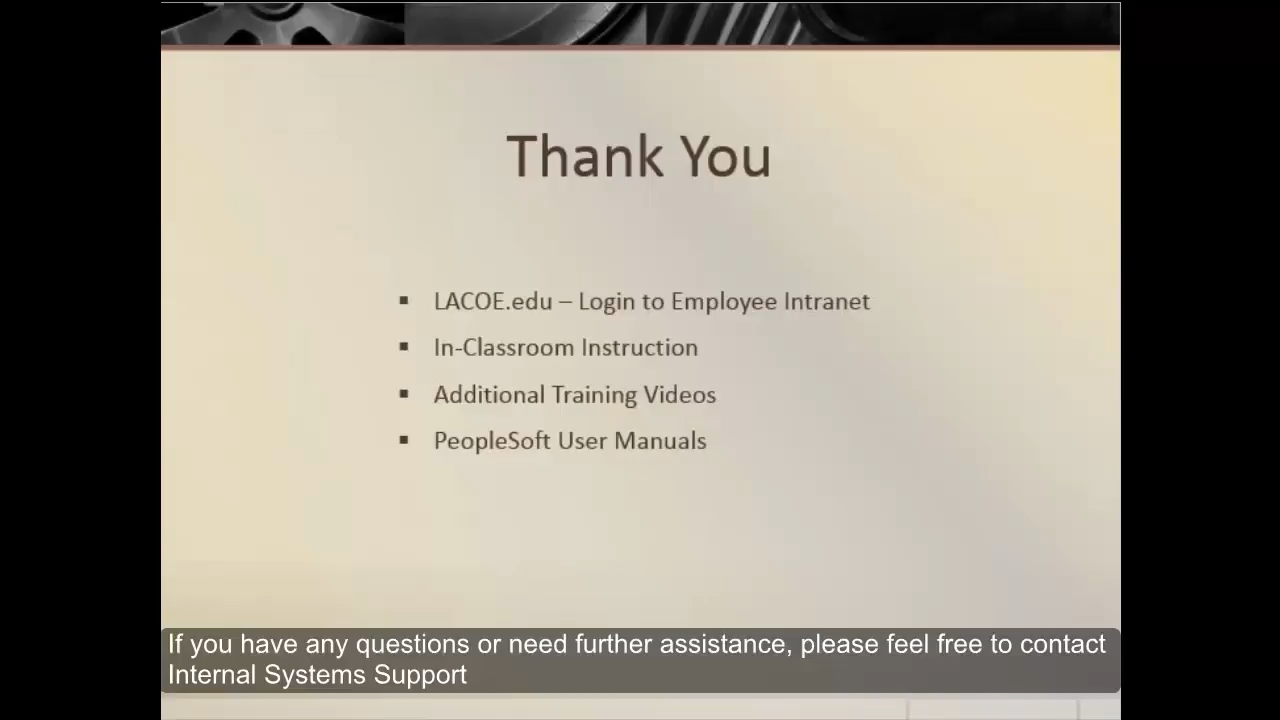 Thank You
▪ LACOE.edu – Login to Employee Intranet
▪ In-Classroom Instruction
▪ Additional Training Videos
▪ PeopleSoft User Manuals
If you have any questions or need further assistance, please feel free to contact
Internal Systems Support